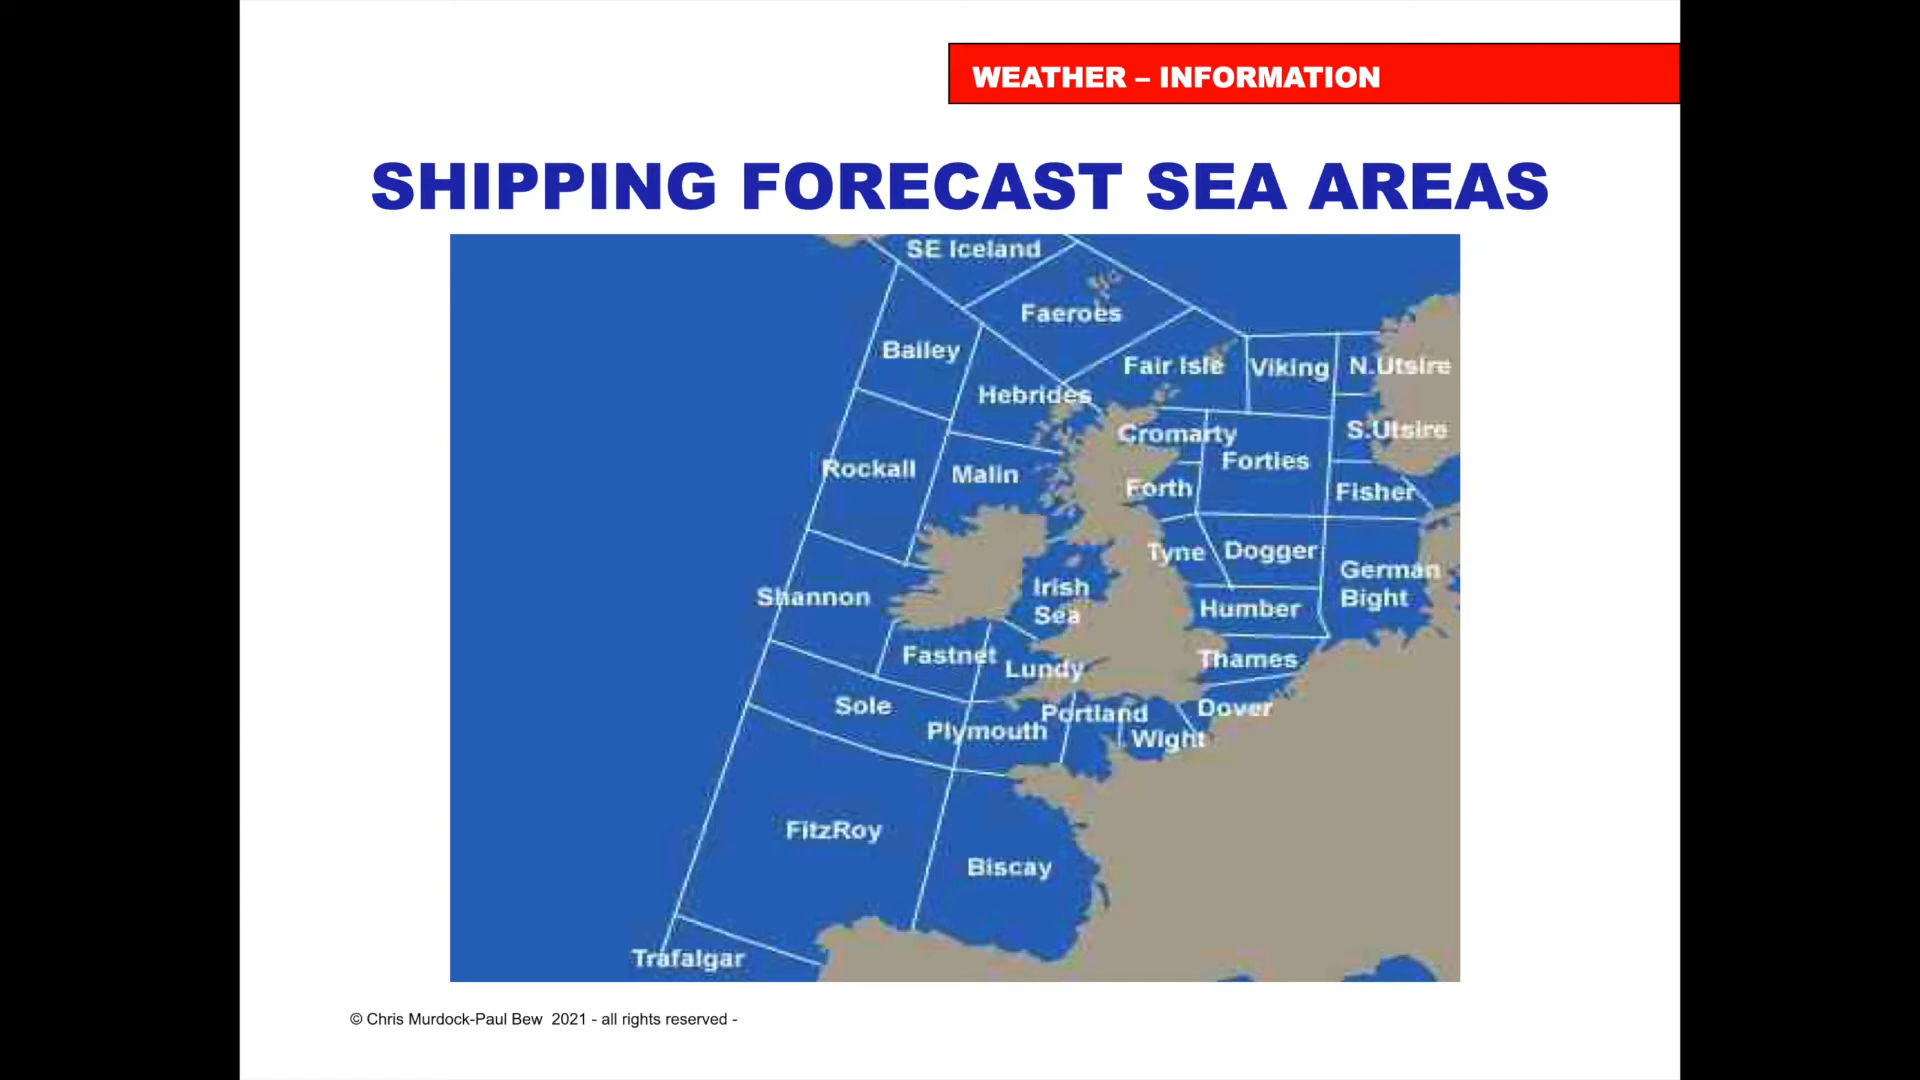 WEATHER – INFORMATION
SHIPPING FORECAST SEA AREAS
SE Iceland
Faeroes
Bailey
Fair Isle
Viking
N.Utsire
Hebrides
Cromarty
S.Utsire
Forties
Rockall
Malin
Forth
Fisher
Tyne
Dogger
German
Bight
Irish
Sea
Shannon
Humber
Fastnet
Lundy
Thames
Sole
Plymouth
Portland
Wight
Dover
FitzRoy
Biscay
Trafalgar
© Chris Murdock-Paul Bew 2021 - all rights reserved -